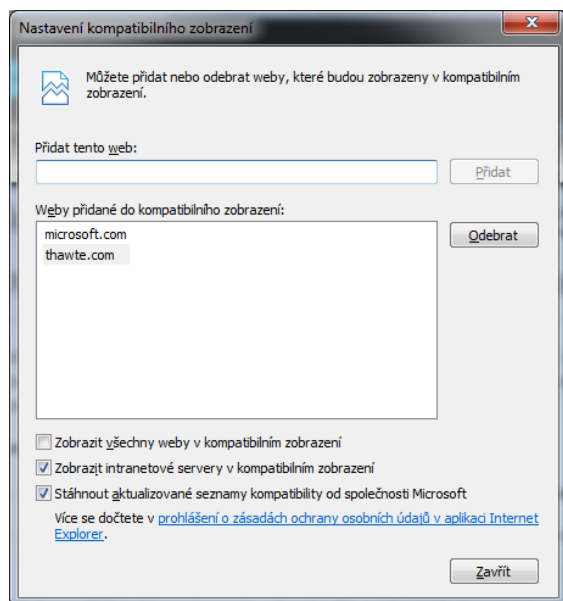 Nastavení kompatibilního zobrazení
Můžete přidat nebo odebrat weby, které budou zobrazeny v kompatibilním
zobrazení.
Přidat tento web:
Přidat
Weby přidané do kompatibilního zobrazení:
microsoft.com
thawte.com
Odebrat
Zobrazit všechny weby v kompatibilním zobrazení
Zobrazit intranetové servery v kompatibilním zobrazení
Stáhnout aktualizované seznamy kompatibility od společnosti Microsoft
Více se dočtete v prohlášení o zásadách ochrany osobních údajů v aplikaci Internet
Explorer.
Zavřít